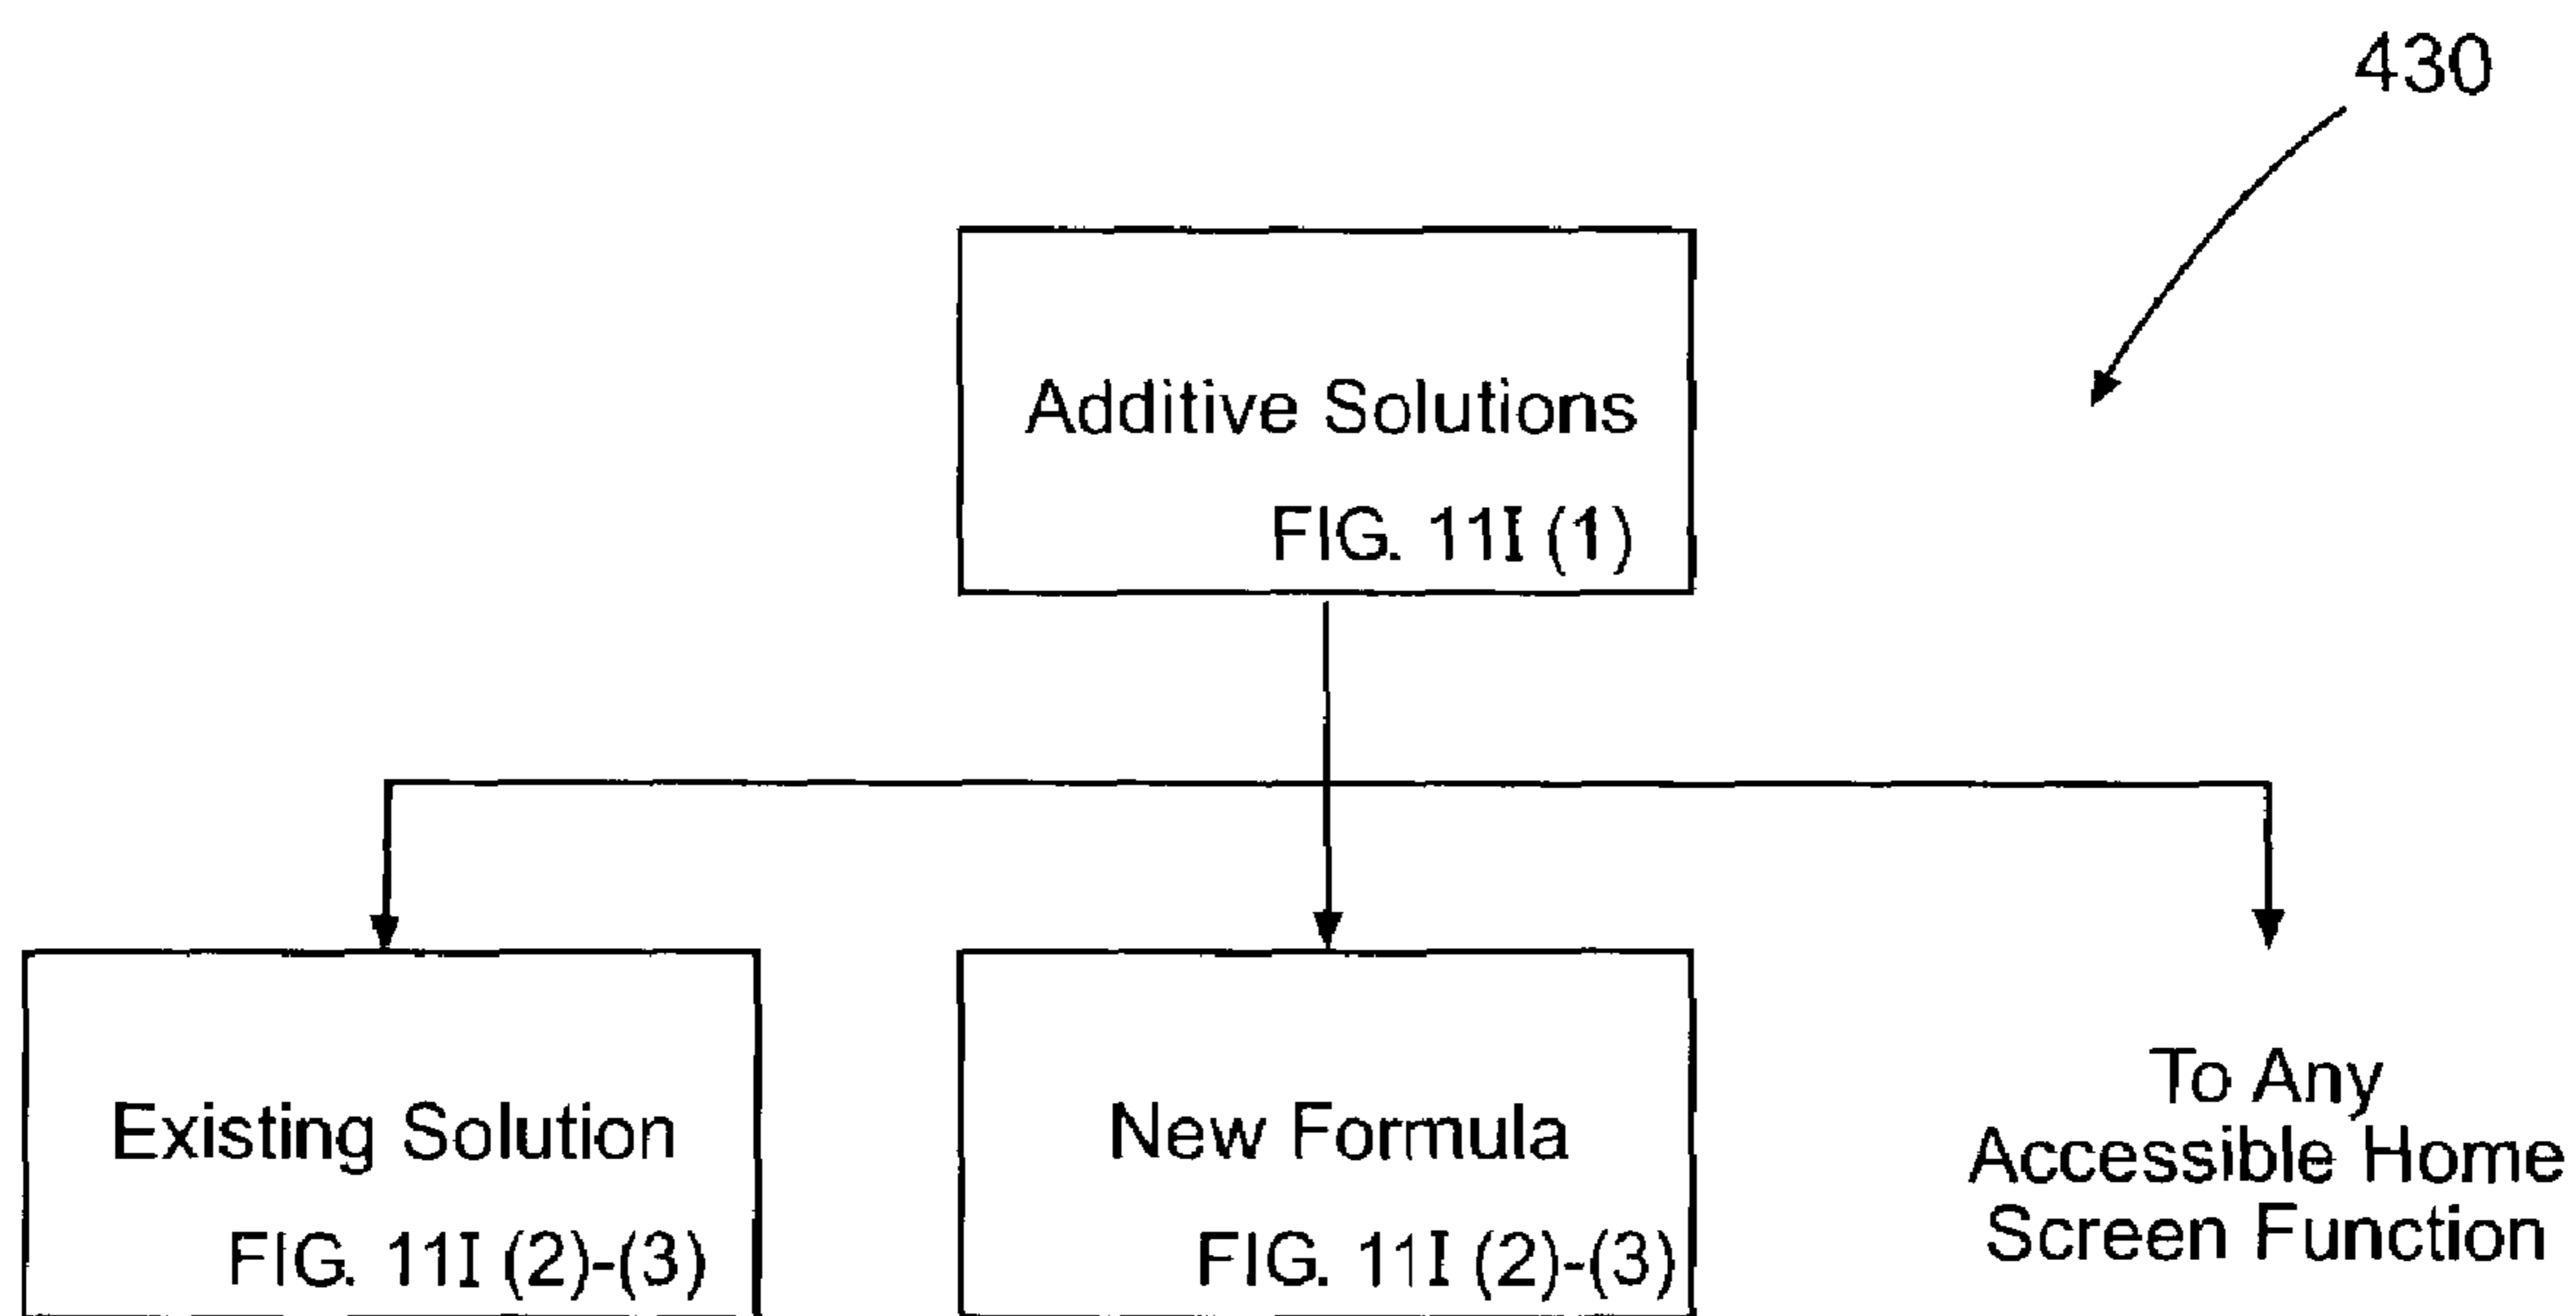 430
Additive Solutions
FIG. 11I (1)
Existing Solution
FIG. 11I (2)-(3)
New Formula
FIG. 11I (2)-(3)
To Any
Accessible Home
Screen Function